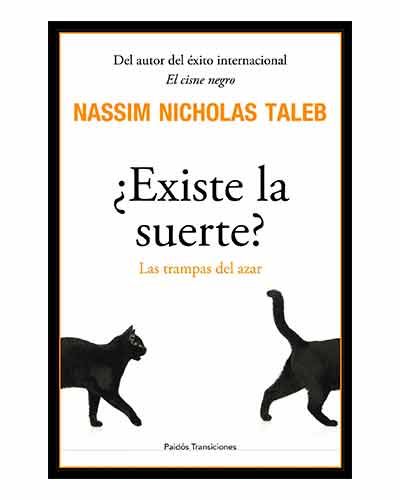 Del autor del éxito internacional
El cisne negro
NASSIM NICHOLAS TALEB
¿Existe la
suerte?
Las trampas del azar
Paidós Transiciones